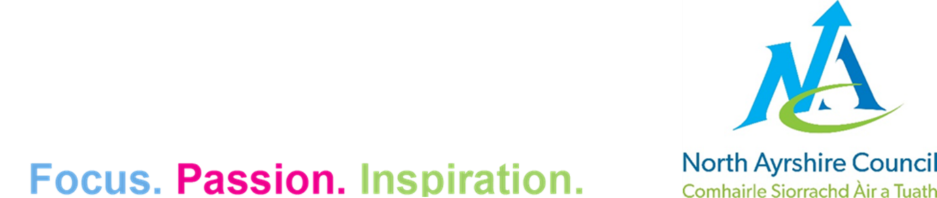 Focus. Passion. Inspiration.
North Ayrshire Council
Comhairle Siorrachd Àir a Tuath